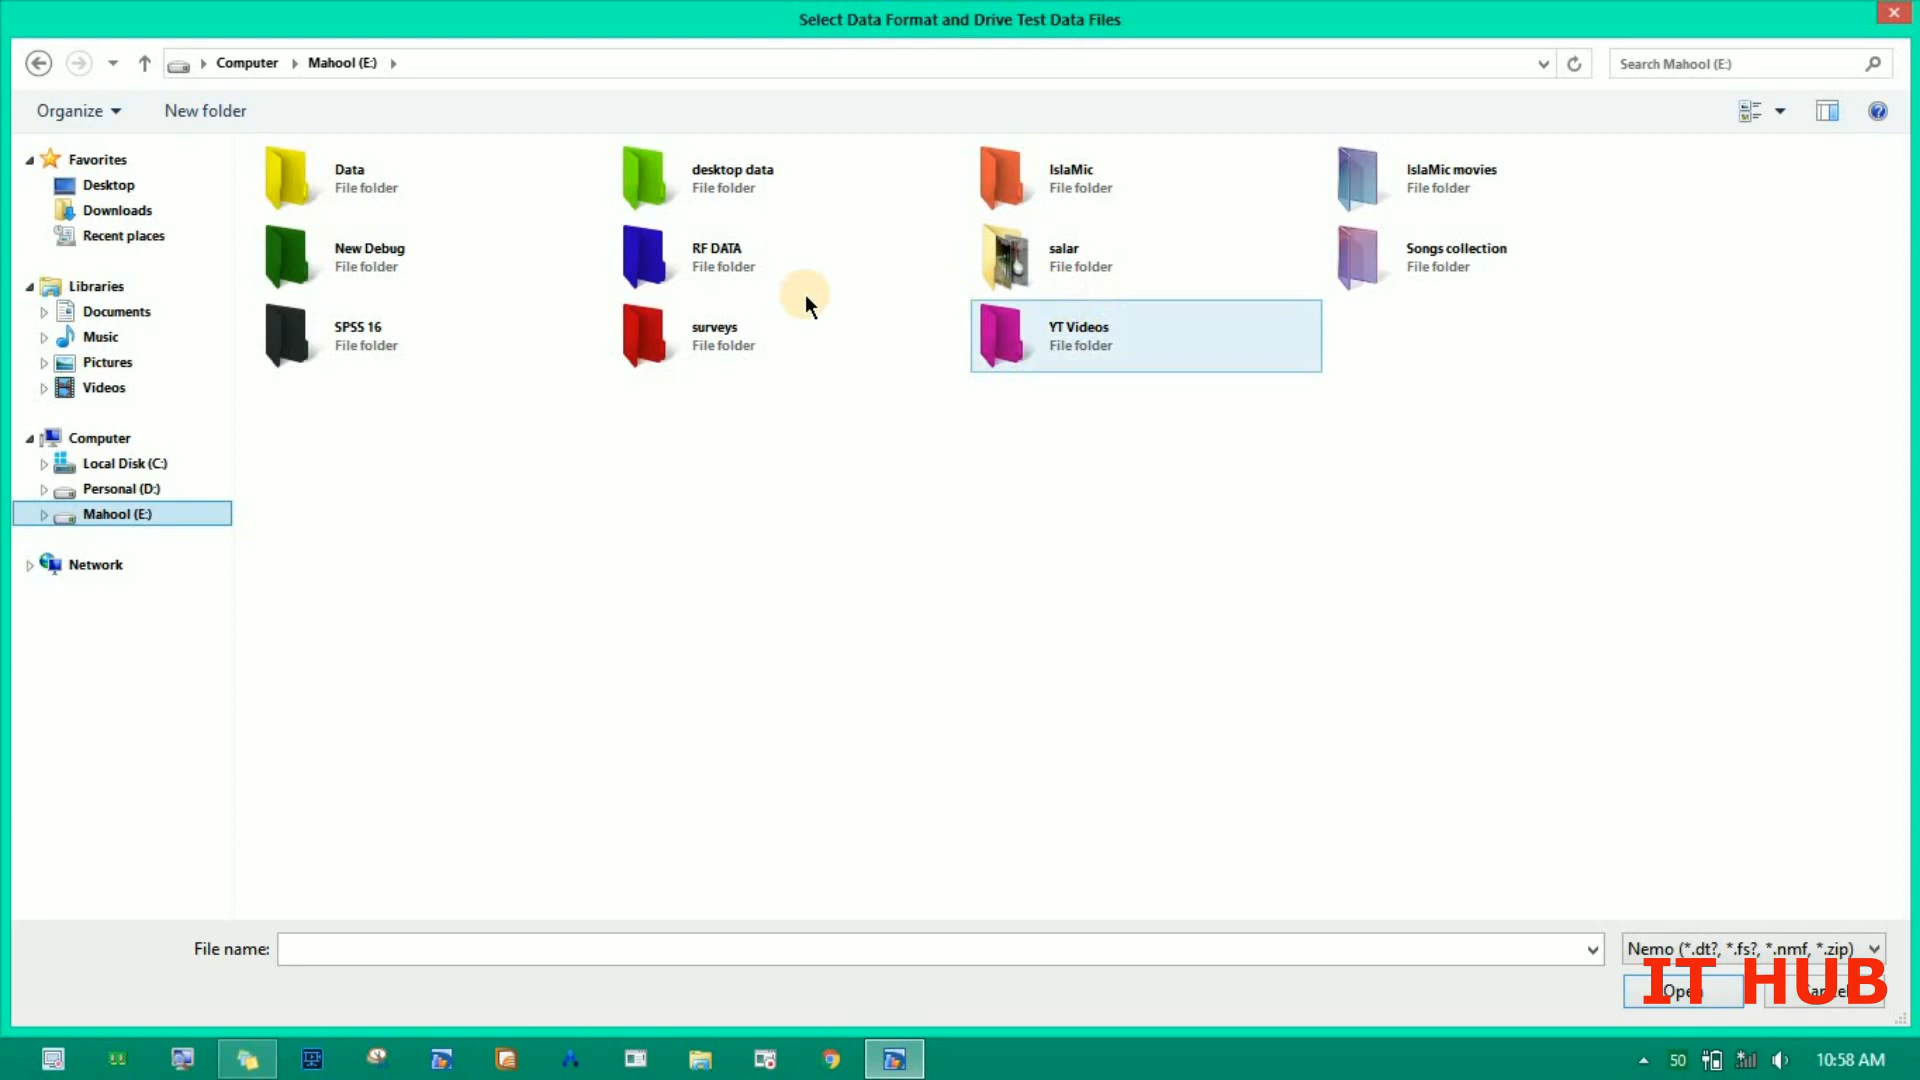 Select Data Format and Drive Test Data Files
Computer Mahool (E:)
Search Mahool (E:)
Organize New folder
Favorites
Desktop
Downloads
Recent places
Libraries
Documents
Music
Pictures
Videos
Computer
Local Disk (C:)
Personal (D:)
Mahool (E:)
Network
Data
File folder
desktop data
File folder
IslaMic
File folder
IslaMic movies
File folder
New Debug
File folder
RF DATA
File folder
salar
File folder
Songs collection
File folder
SPSS 16
File folder
surveys
File folder
YT Videos
File folder
File name:
Nemo (*.dt?, *.fs?, *.nmf, *.zip)
Open Cancel
IT HUB
50 10:58 AM